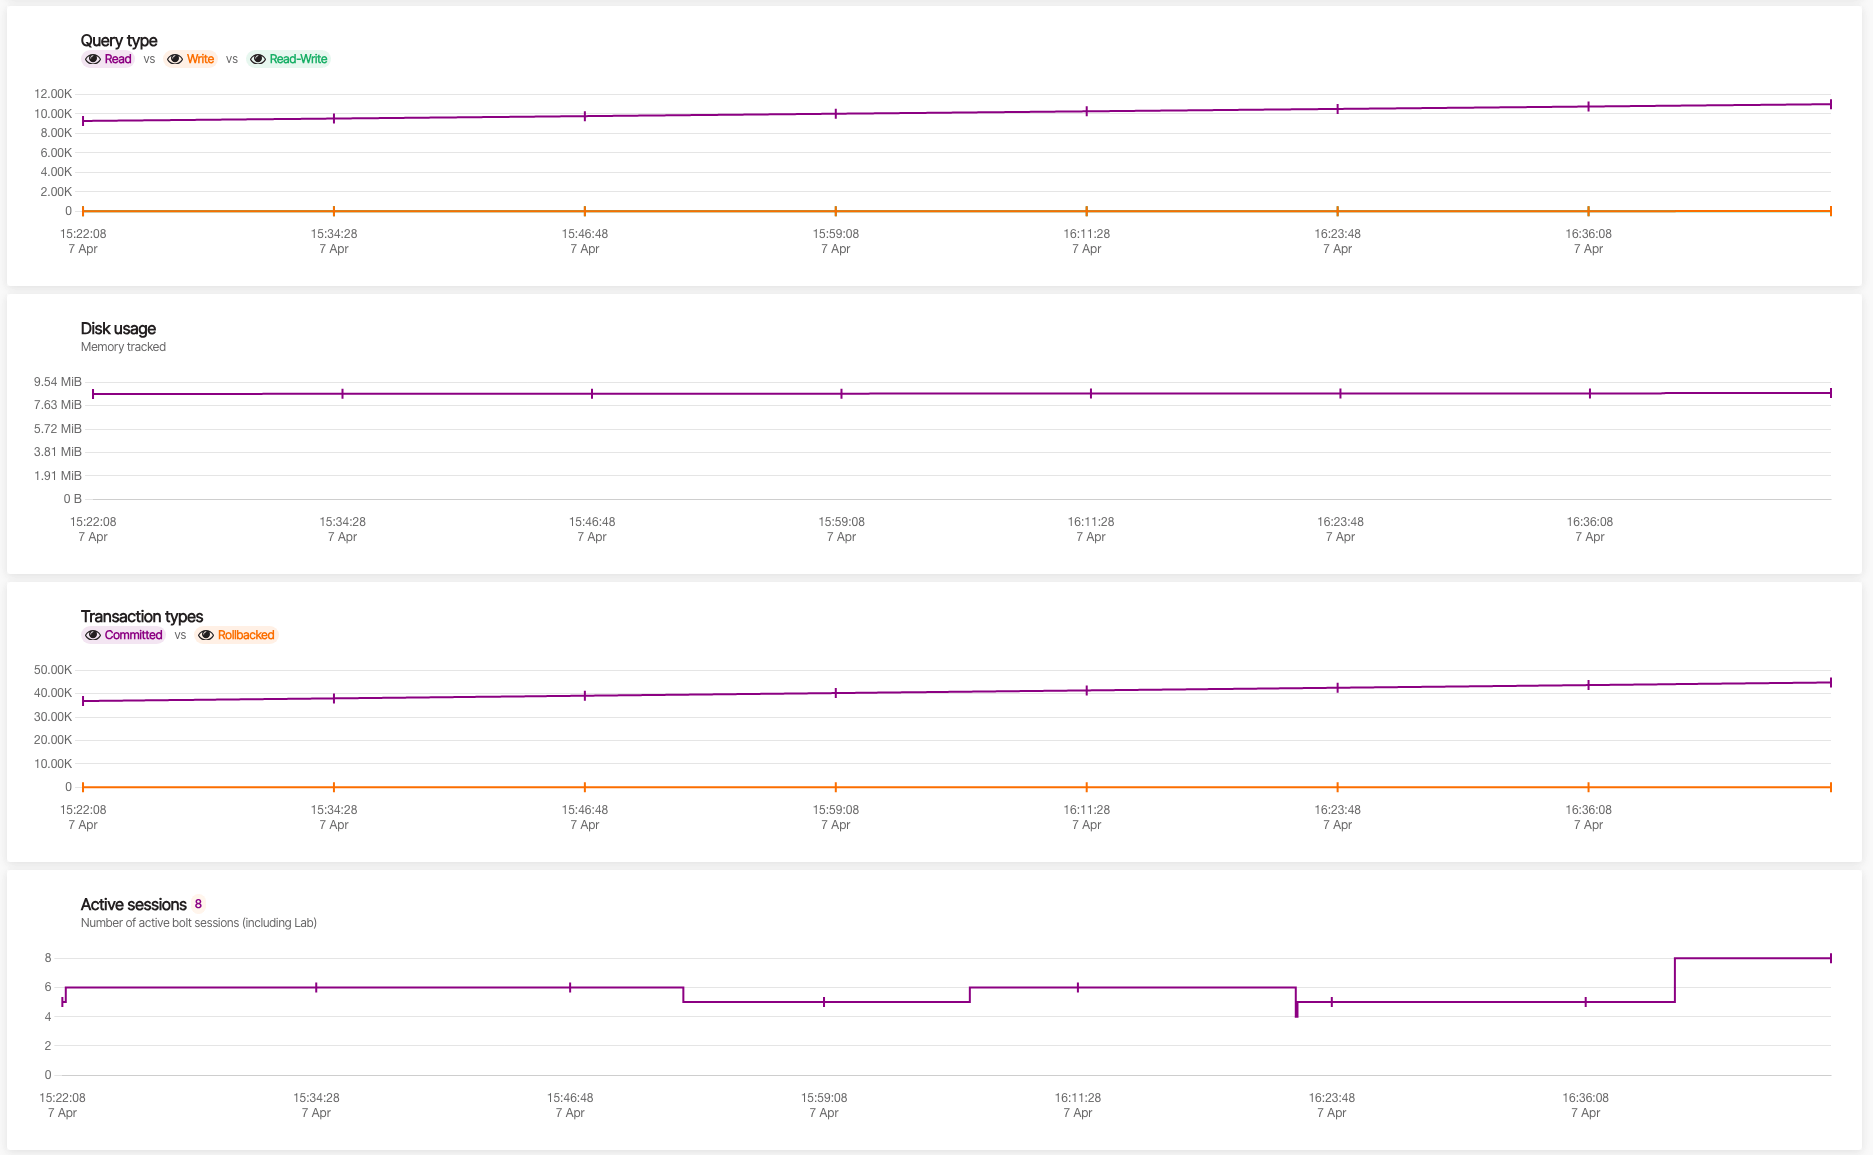 Query type
Read vs Write vs Read-Write
12.00K
10.00K
8.00K
6.00K
4.00K
2.00K
0
15:22:08 15:34:28 15:46:48 15:59:08 16:11:28 16:23:48 16:36:08
7 Apr 7 Apr 7 Apr 7 Apr 7 Apr 7 Apr 7 Apr
Disk usage
Memory tracked
9.54 MiB
7.63 MiB
5.72 MiB
3.81 MiB
1.91 MiB
0 B
15:22:08 15:34:28 15:46:48 15:59:08 16:11:28 16:23:48 16:36:08
7 Apr 7 Apr 7 Apr 7 Apr 7 Apr 7 Apr 7 Apr
Transaction types
Committed vs Rollbacked
50.00K
40.00K
30.00K
20.00K
10.00K
0
15:22:08 15:34:28 15:46:48 15:59:08 16:11:28 16:23:48 16:36:08
7 Apr 7 Apr 7 Apr 7 Apr 7 Apr 7 Apr 7 Apr
Active sessions 8
Number of active bolt sessions (including Lab)
8
6
4
2
0
15:22:08 15:34:28 15:46:48 15:59:08 16:11:28 16:23:48 16:36:08
7 Apr 7 Apr 7 Apr 7 Apr 7 Apr 7 Apr 7 Apr